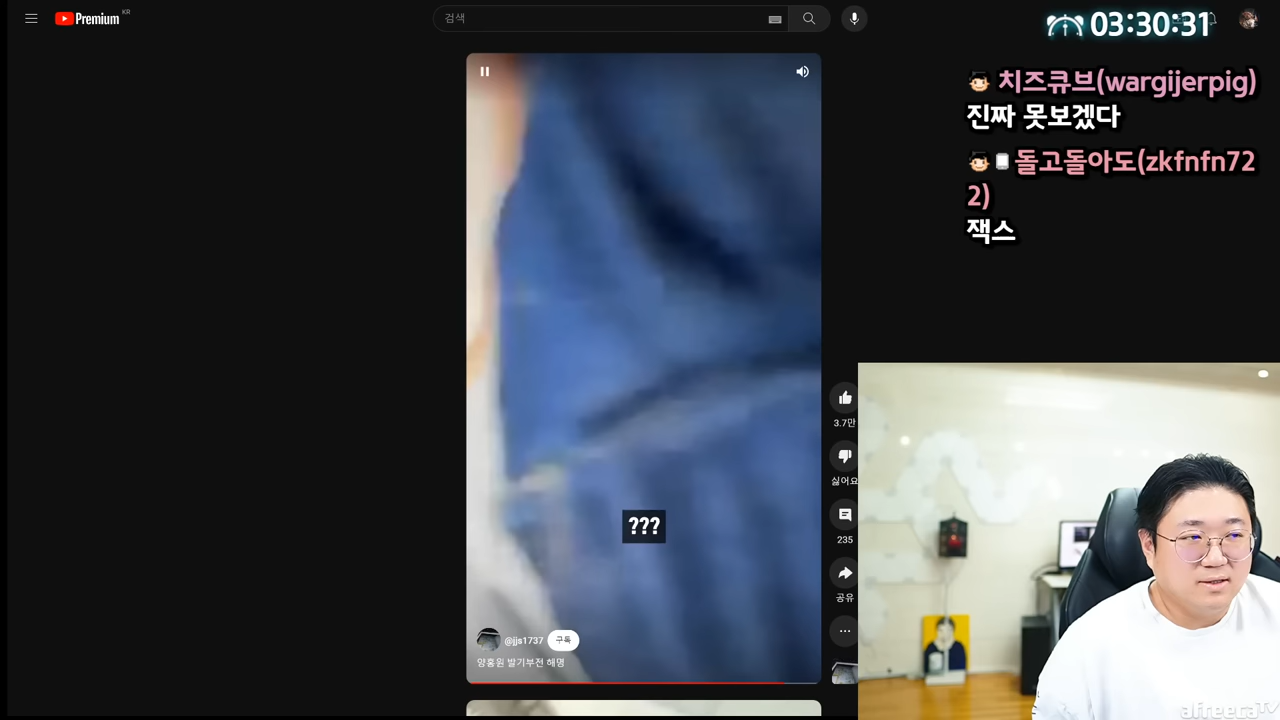 Premium KR
검색
03:30:31
치즈큐브(wargijerpig)
진짜 못보겠다
돌고돌아도(zkfnfn72
2)
잭스
???
3.7만
싫어요
235
공유
@jjs1737 구독
양홍원 발기부전 해명
afreecaTV